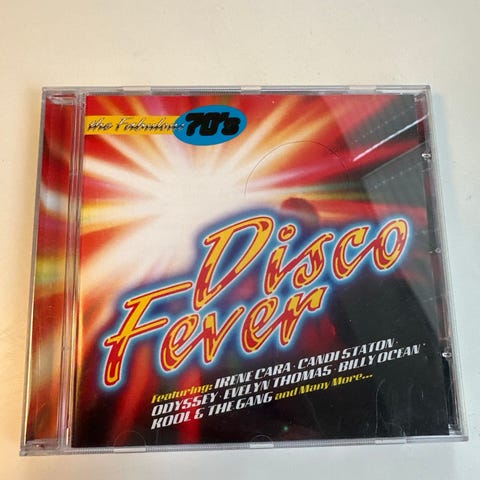 the Fabulous 70's
Disco
Fever
Featuring: IRENE CARA · CANDI STATON ·
ODYSSEY · EVELYN THOMAS · BILLY OCEAN ·
KOOL & THE GANG and Many More...